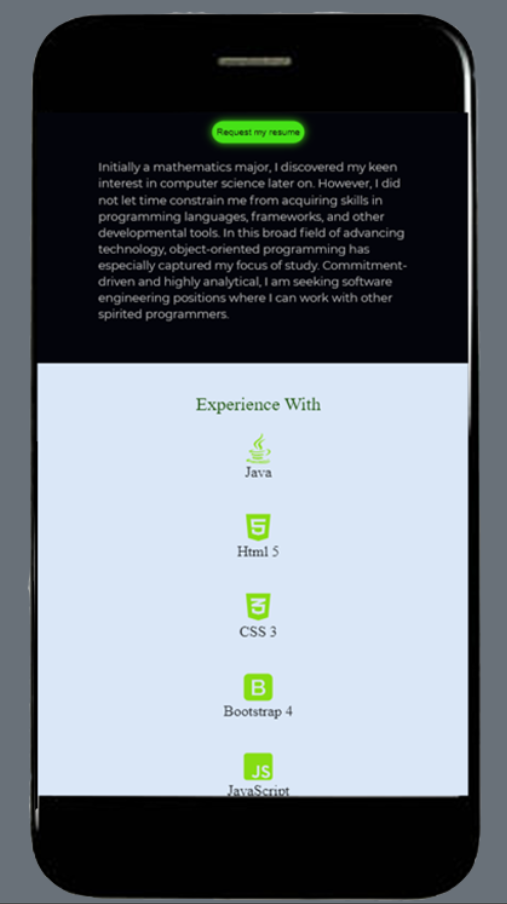 Request my resume
Initially a mathematics major, I discovered my keen
interest in computer science later on. However, I did
not let time constrain me from acquiring skills in
programming languages, frameworks, and other
developmental tools. In this broad field of advancing
technology, object-oriented programming has
especially captured my focus of study. Commitment-
driven and highly analytical, I am seeking software
engineering positions where I can work with other
spirited programmers.
Experience With
Java
5
Html 5
3
CSS 3
B
Bootstrap 4
JS
JavaScript